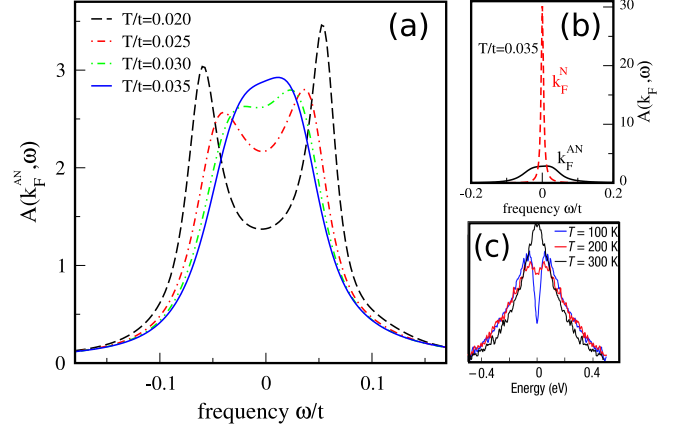 (a)
T/t=0.020
T/t=0.025
T/t=0.030
T/t=0.035
A(k_F^AN,ω)
3
2
1
0
-0.1
0
0.1
frequency ω/t
(b)
T/t=0.035
k_F^N
k_F^AN
A(k_F,ω)
30
20
10
0
-0.2
0
0.2
frequency ω/t
(c)
T = 100 K
T = 200 K
T = 300 K
−0.4
0
0.4
Energy (eV)